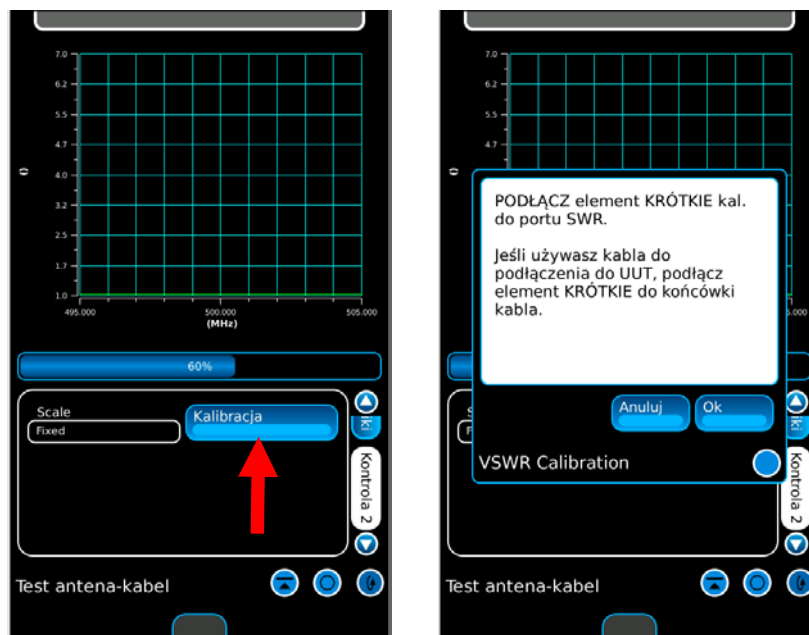 7.0
6.2
5.5
4.7
4.0
3.2
2.5
1.7
1.0
495.000
500.000
505.000
(MHz)
60%
Scale
Fixed
Kalibracja
Kontrola 2
Test antena-kabel
7.0
6.2
5.5
4.7
PODŁĄCZ element KRÓTKIE kal.
do portu SWR.
Jeśli używasz kabla do
podłączenia do UUT, podłącz
element KRÓTKIE do końcówki
kabla.
Anuluj
Ok
VSWR Calibration
Kontrola 2
Test antena-kabel